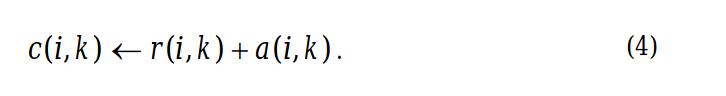 c(i,k) ← r(i,k) + a(i,k). (4)